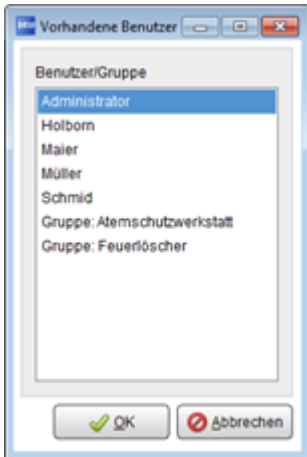 Vorhandene Benutzer
Benutzer/Gruppe
Administrator
Holborn
Maier
Müller
Schmid
Gruppe: Atemschutzwerkstatt
Gruppe: Feuerlöscher
OK
Abbrechen